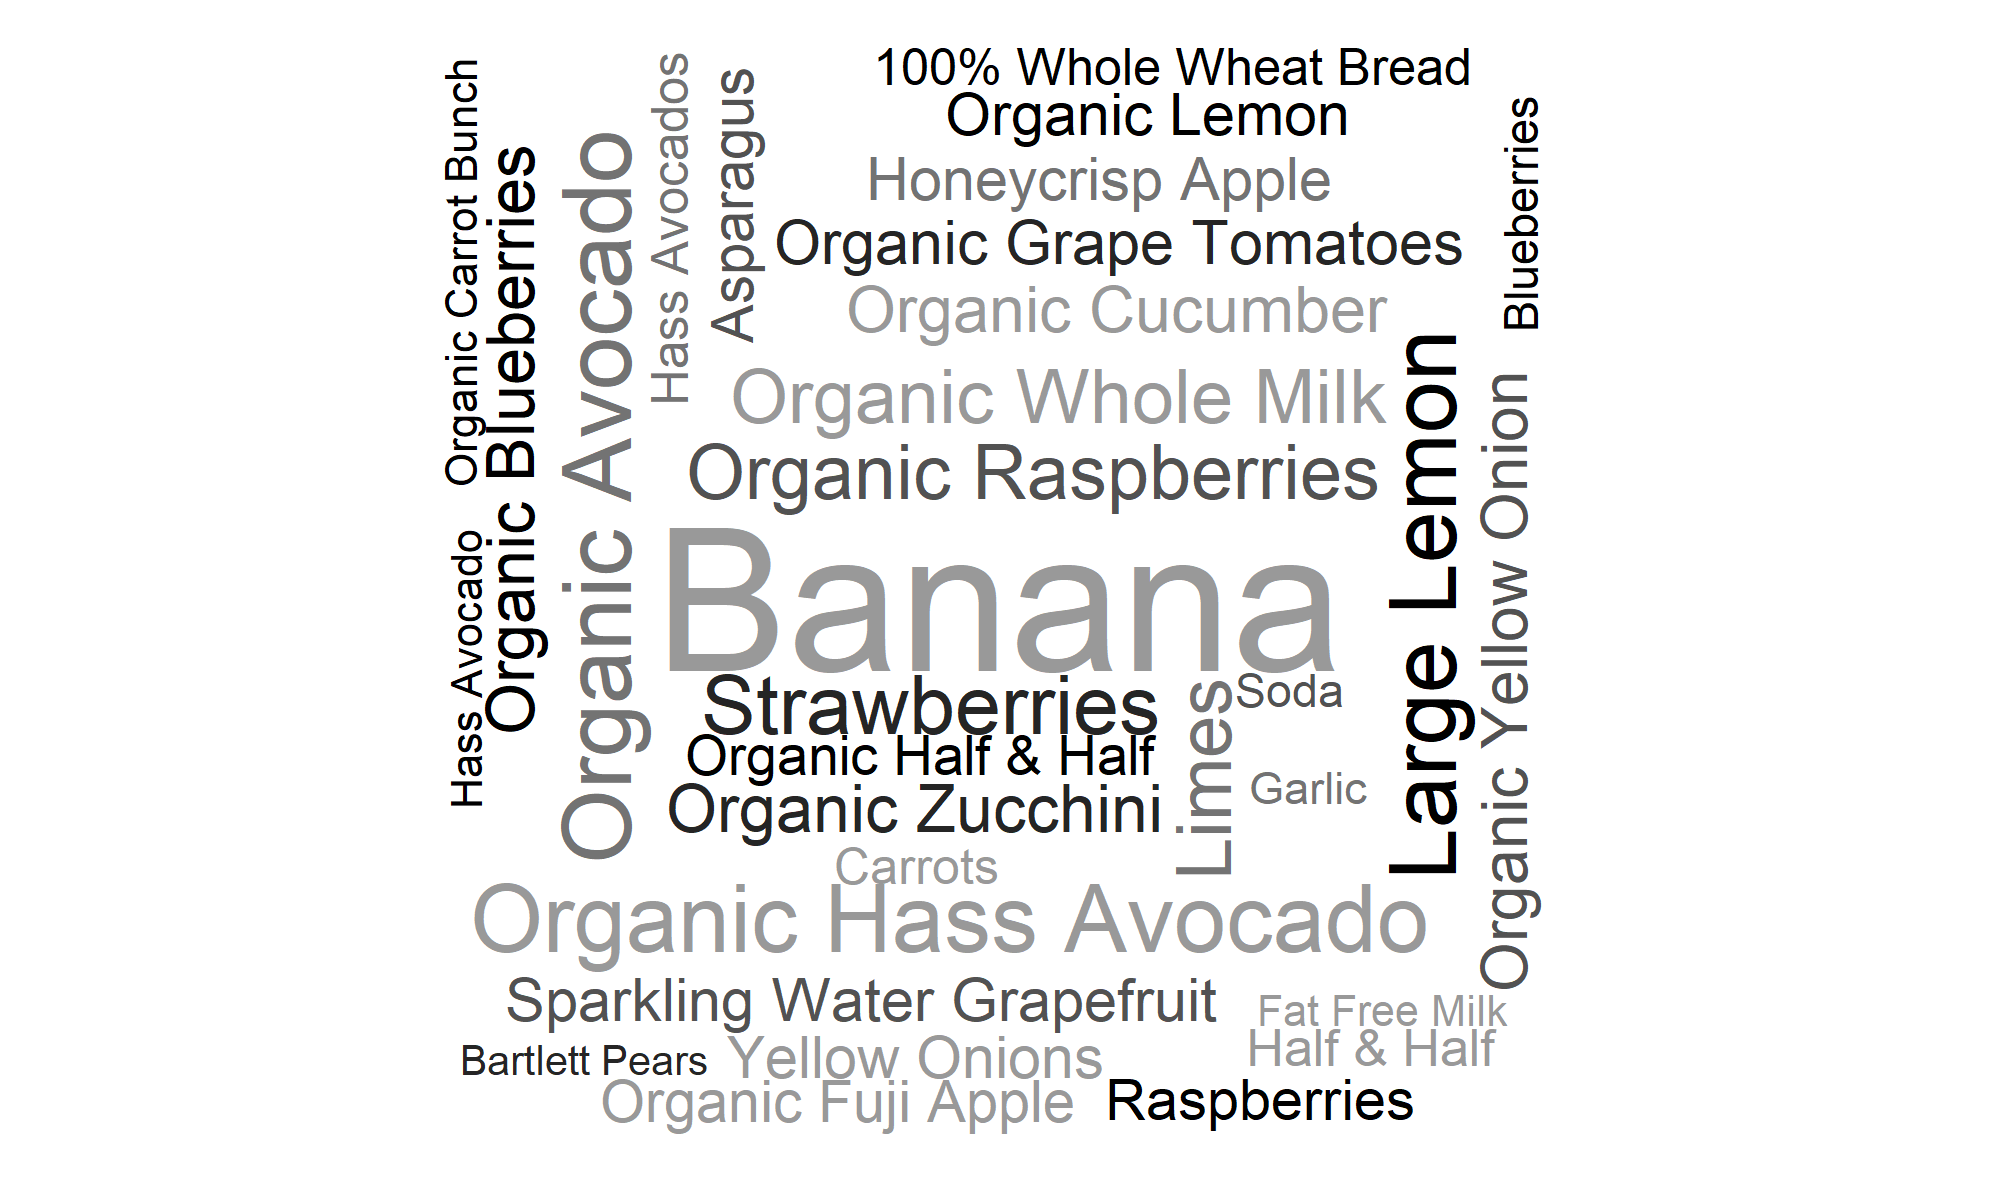 Organic Carrot Bunch
Hass Avocado
Organic Blueberries
Organic Avocado
Hass Avocados
Asparagus
100% Whole Wheat Bread
Organic Lemon
Honeycrisp Apple
Organic Grape Tomatoes
Organic Cucumber
Organic Whole Milk
Organic Raspberries
Banana
Strawberries
Organic Half & Half
Organic Zucchini
Carrots
Limes
Soda
Garlic
Large Lemon
Blueberries
Organic Yellow Onion
Organic Hass Avocado
Sparkling Water Grapefruit
Fat Free Milk
Half & Half
Bartlett Pears
Yellow Onions
Organic Fuji Apple
Raspberries